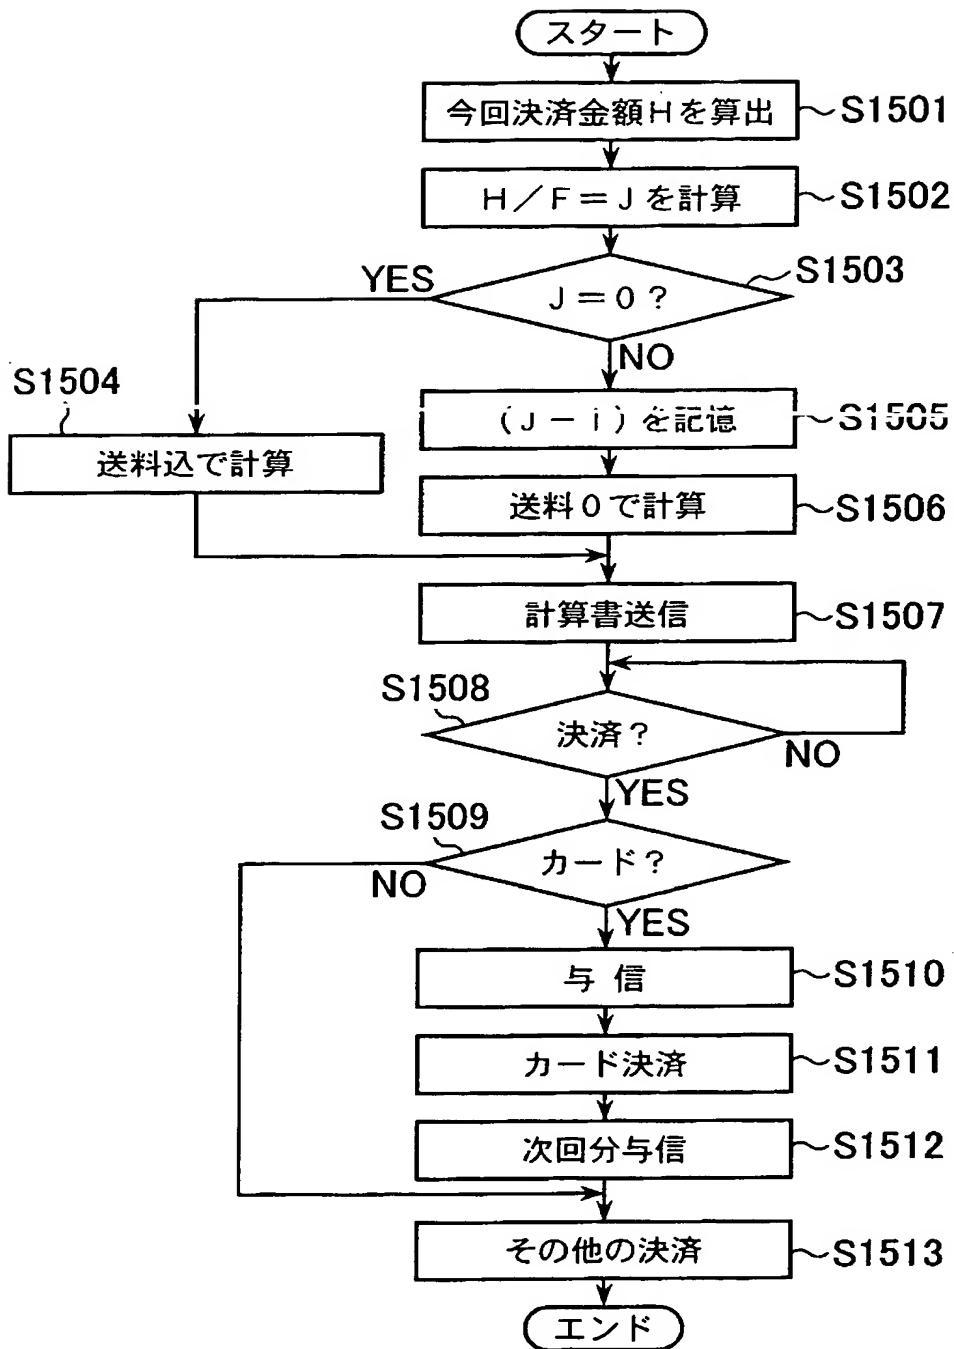 スタート
今回決済金額Hを算出
S1501
H/F=Jを計算
S1502
J=0?
S1503
YES
NO
S1504
送料込で計算
(J-1)を記憶
S1505
送料0で計算
S1506
計算書送信
S1507
S1508
決済?
NO
YES
S1509
カード?
NO
YES
与信
S1510
カード決済
S1511
次回分与信
S1512
その他の決済
S1513
エンド